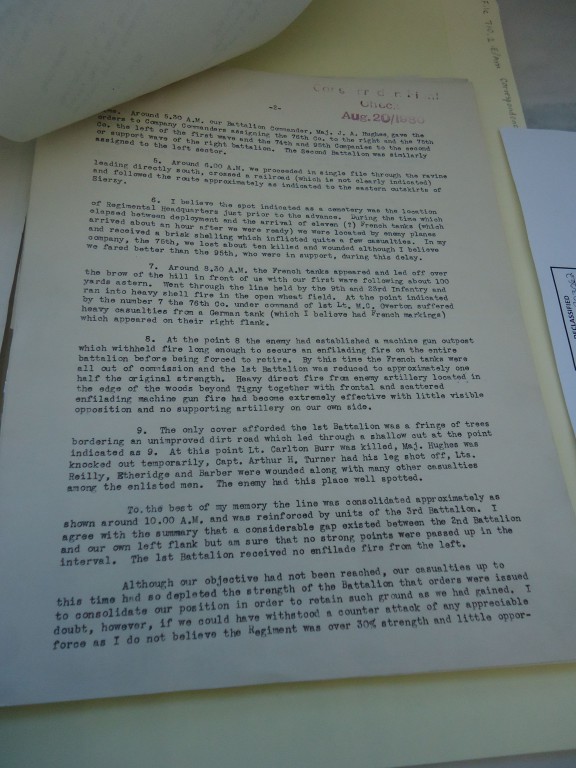 -2-
Aug.20/1930
Around 5.30 A.M. our Battalion Commander, Maj. J. A. Hughes, gave the
orders to Company Commanders assigning the 76th Co. to the right and the 75th
Co. the left of the first wave and the 74th and 95th Companies to the second
or support wave of the right battalion. The Second Battalion was similarly
assigned to the left sector.
5. Around 6.00 A.M. we proceeded in single file through the ravine
leading directly south, crossed a railroad (which is not clearly indicated)
and followed the route approximately as indicated to the eastern outskirts of
Vierzy.
6. I believe the spot indicated as a cemetery was the location
of Regimental Headquarters just prior to the advance. During the time which
elapsed between deployment and the arrival of eleven (?) French tanks (which
arrived about an hour after we were ready) we were located by enemy planes
and received a brisk shelling which inflicted quite a few casualties. In my
company, the 75th, we lost about ten killed and wounded although I believe
we fared better than the 95th, who were in support, during this delay.
7. Around 8.30 A.M. the French tanks appeared and led off over
the brow of the hill in front of us with our first wave following about 100
yards astern. Went through the line held by the 9th and 23rd Infantry and
ran into heavy shell fire in the open wheat field. At the point indicated
by the number 7 the 76th Co. under command of 1st Lt. M.C. Overton suffered
heavy casualties from a German tank (which I believe had French markings)
which appeared on their right flank.
8. At the point 8 the enemy had established a machine gun outpost
which withheld fire long enough to secure an enfilading fire on the entire
battalion before being forced to retire. By this time the French tanks were
all out of commission and the 1st Battalion was reduced to approximately one
half the original strength. Heavy direct fire from enemy artillery located in
the edge of the woods beyond Tigny together with frontal and scattered
enfilading machine gun fire had become extremely effective with little visible
opposition and no supporting artillery on our own side.
9. The only cover afforded the 1st Battalion was a fringe of trees
bordering an unimproved dirt road which led through a shallow cut at the point
indicated as 9. At this point Lt. Carlton Burr was killed, Maj. Hughes was
knocked out temporarily, Capt. Arthur H. Turner had his leg shot off, Lts.
Reilly, Etheridge and Barber were wounded along with many other casualties
among the enlisted men. The enemy had this place well spotted.
To the best of my memory the line was consolidated approximately as
shown around 10.00 A.M. and was reinforced by units of the 3rd Battalion. I
agree with the summary that a considerable gap existed between the 2nd Battalion
and our own left flank but am sure that no strong points were passed up in the
interval. The 1st Battalion received no enfilade fire from the left.
Although our objective had not been reached, our casualties up to
this time had so depleted the strength of the Battalion that orders were issued
to consolidate our position in order to retain such ground as we had gained. I
doubt, however, if we could have withstood a counter attack of any appreciable
force as I do not believe the Regiment was over 30% strength and little oppor-
DECLASSIFIED